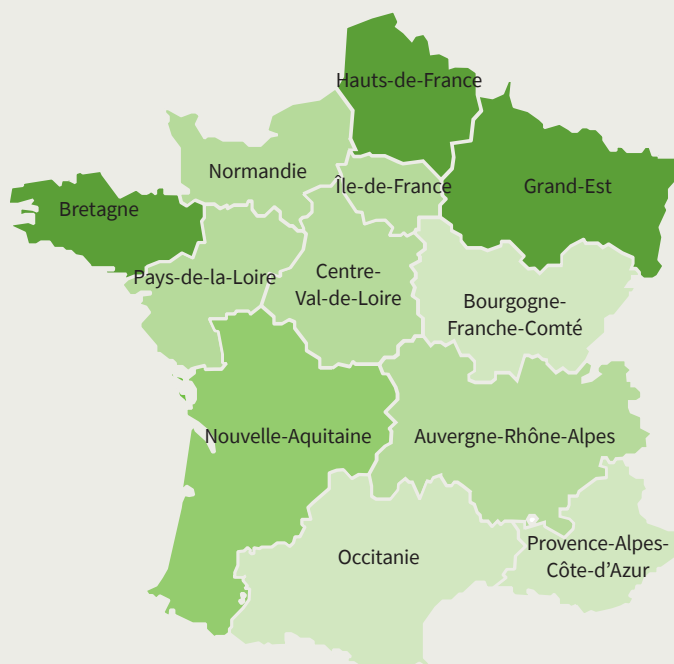 Hauts-de-France
Normandie
Île-de-France
Grand-Est
Bretagne
Pays-de-la-Loire
Centre-
Val-de-Loire
Bourgogne-
Franche-Comté
Nouvelle-Aquitaine
Auvergne-Rhône-Alpes
Occitanie
Provence-Alpes-
Côte-d’Azur